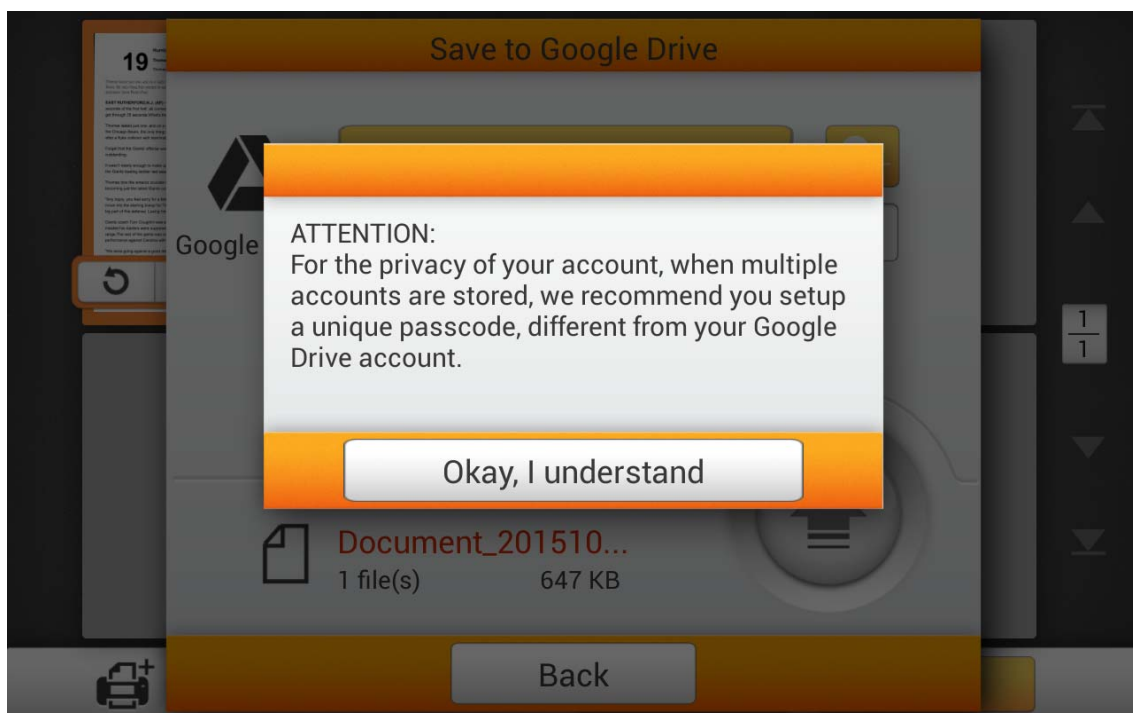 Save to Google Drive
19
Google
ATTENTION:
For the privacy of your account, when multiple
accounts are stored, we recommend you setup
a unique passcode, different from your Google
Drive account.
1
1
Okay, I understand
Document_201510...
1 file(s) 647 KB
Back